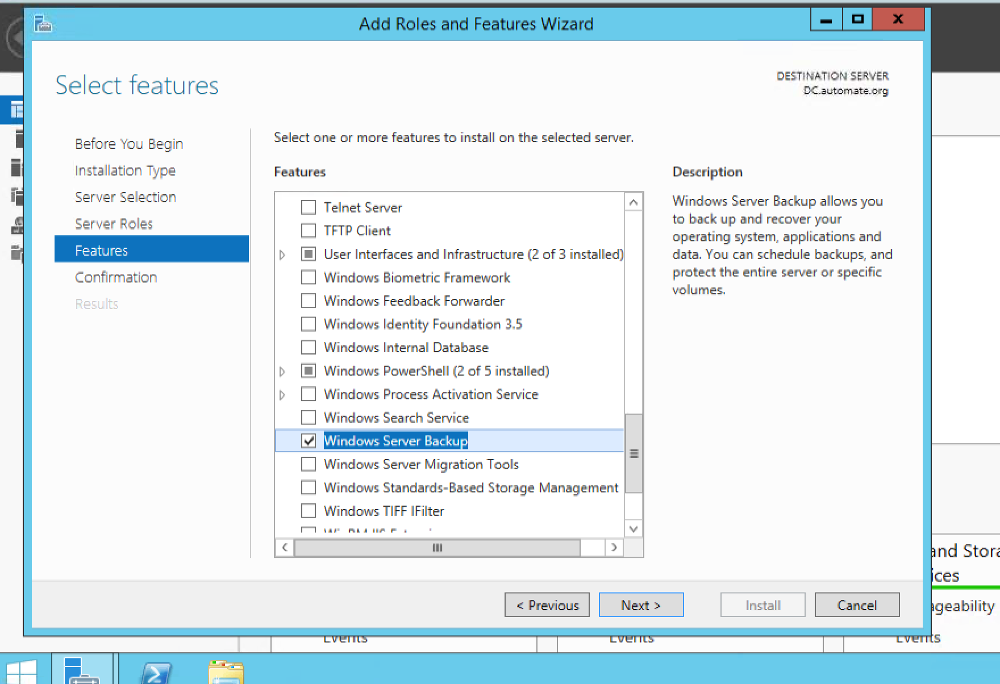 Add Roles and Features Wizard
Select features
DESTINATION SERVER
DC.automate.org
Before You Begin
Installation Type
Server Selection
Server Roles
Features
Confirmation
Results
Select one or more features to install on the selected server.
Features
Telnet Server
TFTP Client
User Interfaces and Infrastructure (2 of 3 installed)
Windows Biometric Framework
Windows Feedback Forwarder
Windows Identity Foundation 3.5
Windows Internal Database
Windows PowerShell (2 of 5 installed)
Windows Process Activation Service
Windows Search Service
Windows Server Backup
Windows Server Migration Tools
Windows Standards-Based Storage Management
Windows TIFF IFilter
Description
Windows Server Backup allows you
to back up and recover your
operating system, applications and
data. You can schedule backups, and
protect the entire server or specific
volumes.
< Previous
Next >
Install
Cancel
and Stora
ices
ageability
Events
Events
Events